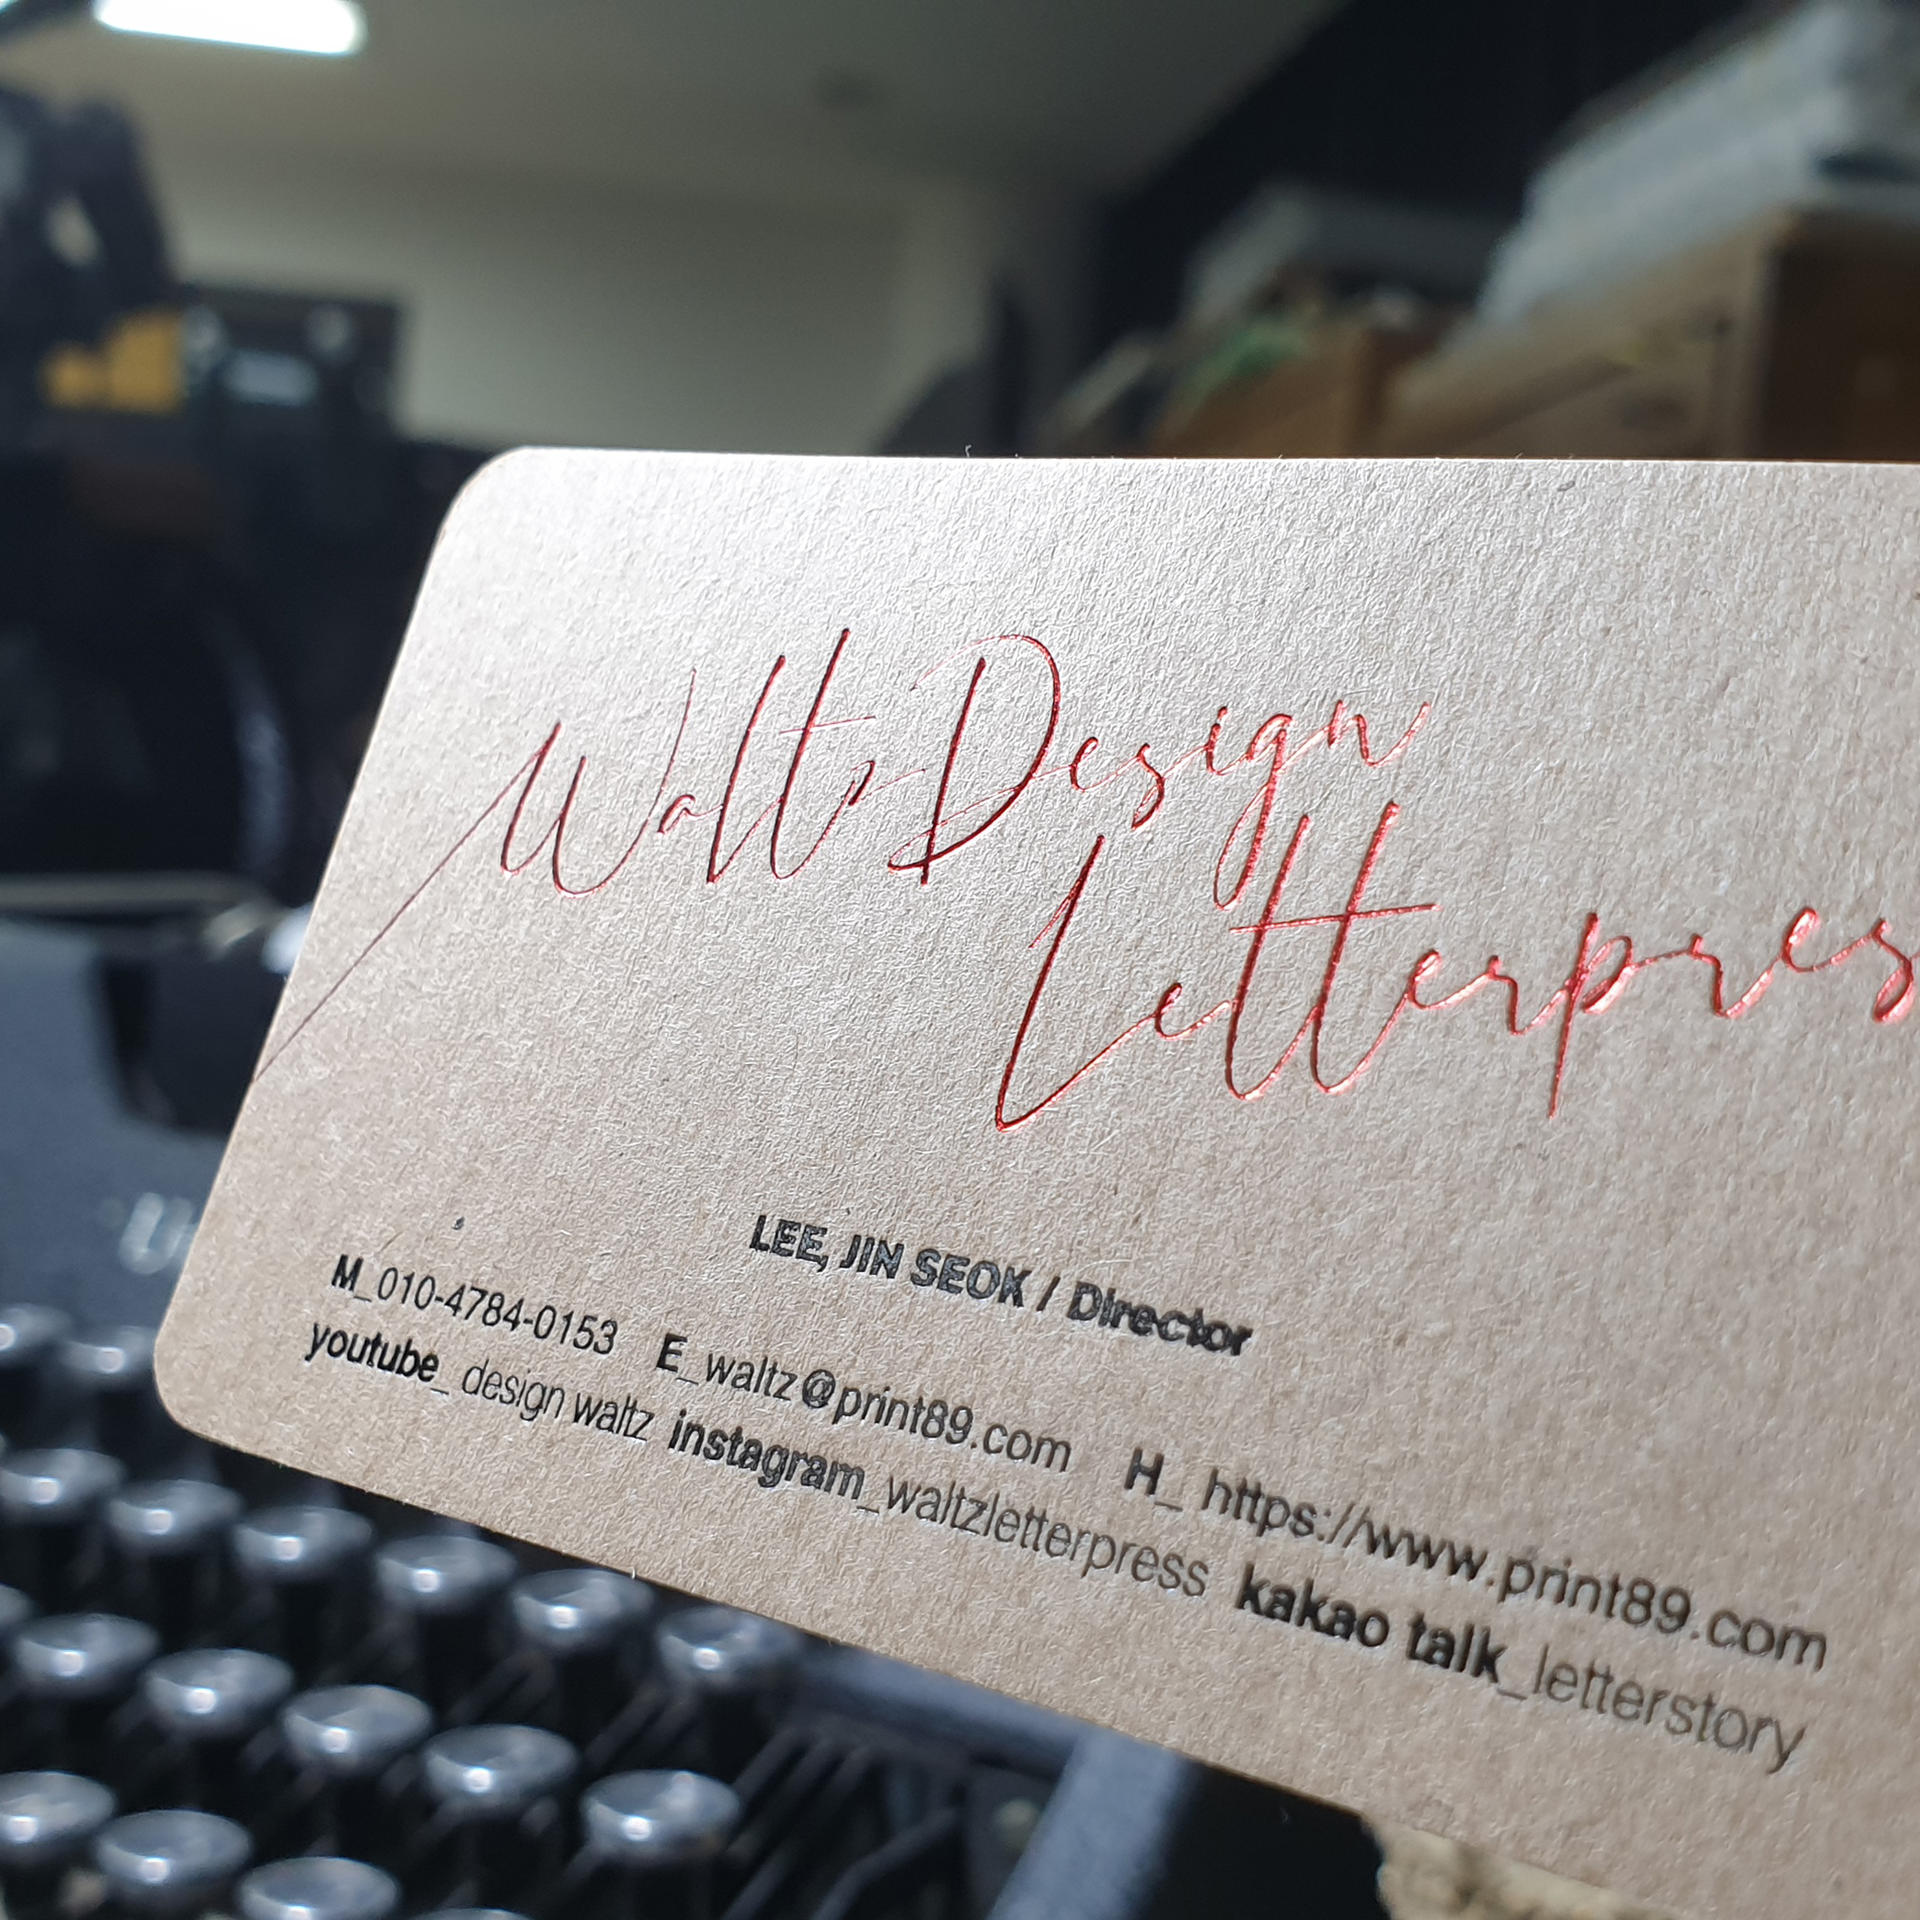 Waltz Design
Letterpres
LEE, JIN SEOK / Director
M_010-4784-0153 E_waltz@print89.com H_ https://www.print89.com
youtube_ design waltz instagram_waltzletterpress kakao talk_letterstory